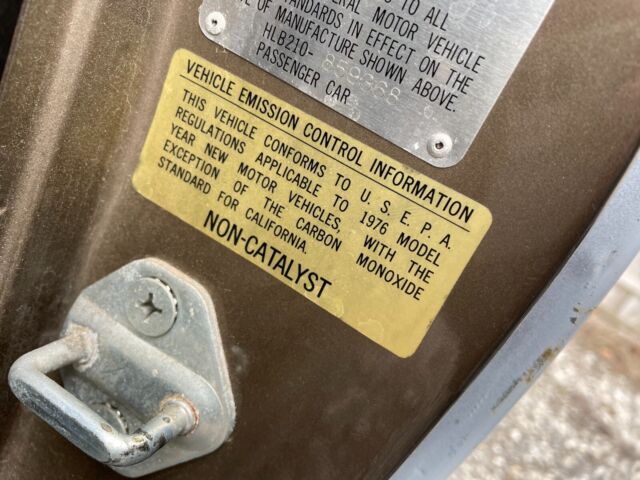 TO ALL
ERAL MOTOR VEHICLE
STANDARDS IN EFFECT ON THE
OF MANUFACTURE SHOWN ABOVE.
HLB210-859368
PASSENGER CAR
VEHICLE EMISSION CONTROL INFORMATION
THIS VEHICLE CONFORMS TO U. S. E. P. A.
REGULATIONS APPLICABLE TO 1976 MODEL
YEAR NEW MOTOR VEHICLES, WITH THE
EXCEPTION OF THE CARBON MONOXIDE
STANDARD FOR CALIFORNIA.
NON-CATALYST